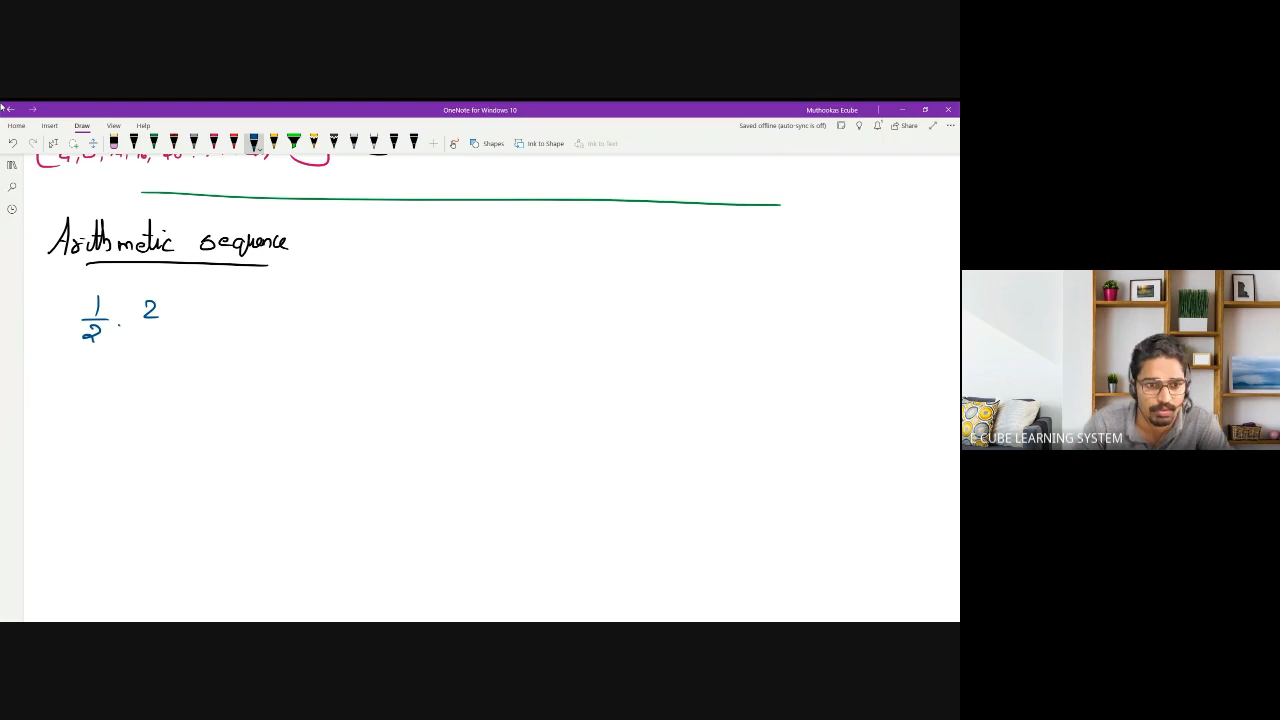 OneNote for Windows 10
Muthookas Ecube
Home Insert Draw View Help
Saved offline (auto-sync is off)
Share
Shapes
Ink to Shape
Ink to Text
Arithmetic sequence
1/2 . 2
E CUBE LEARNING SYSTEM